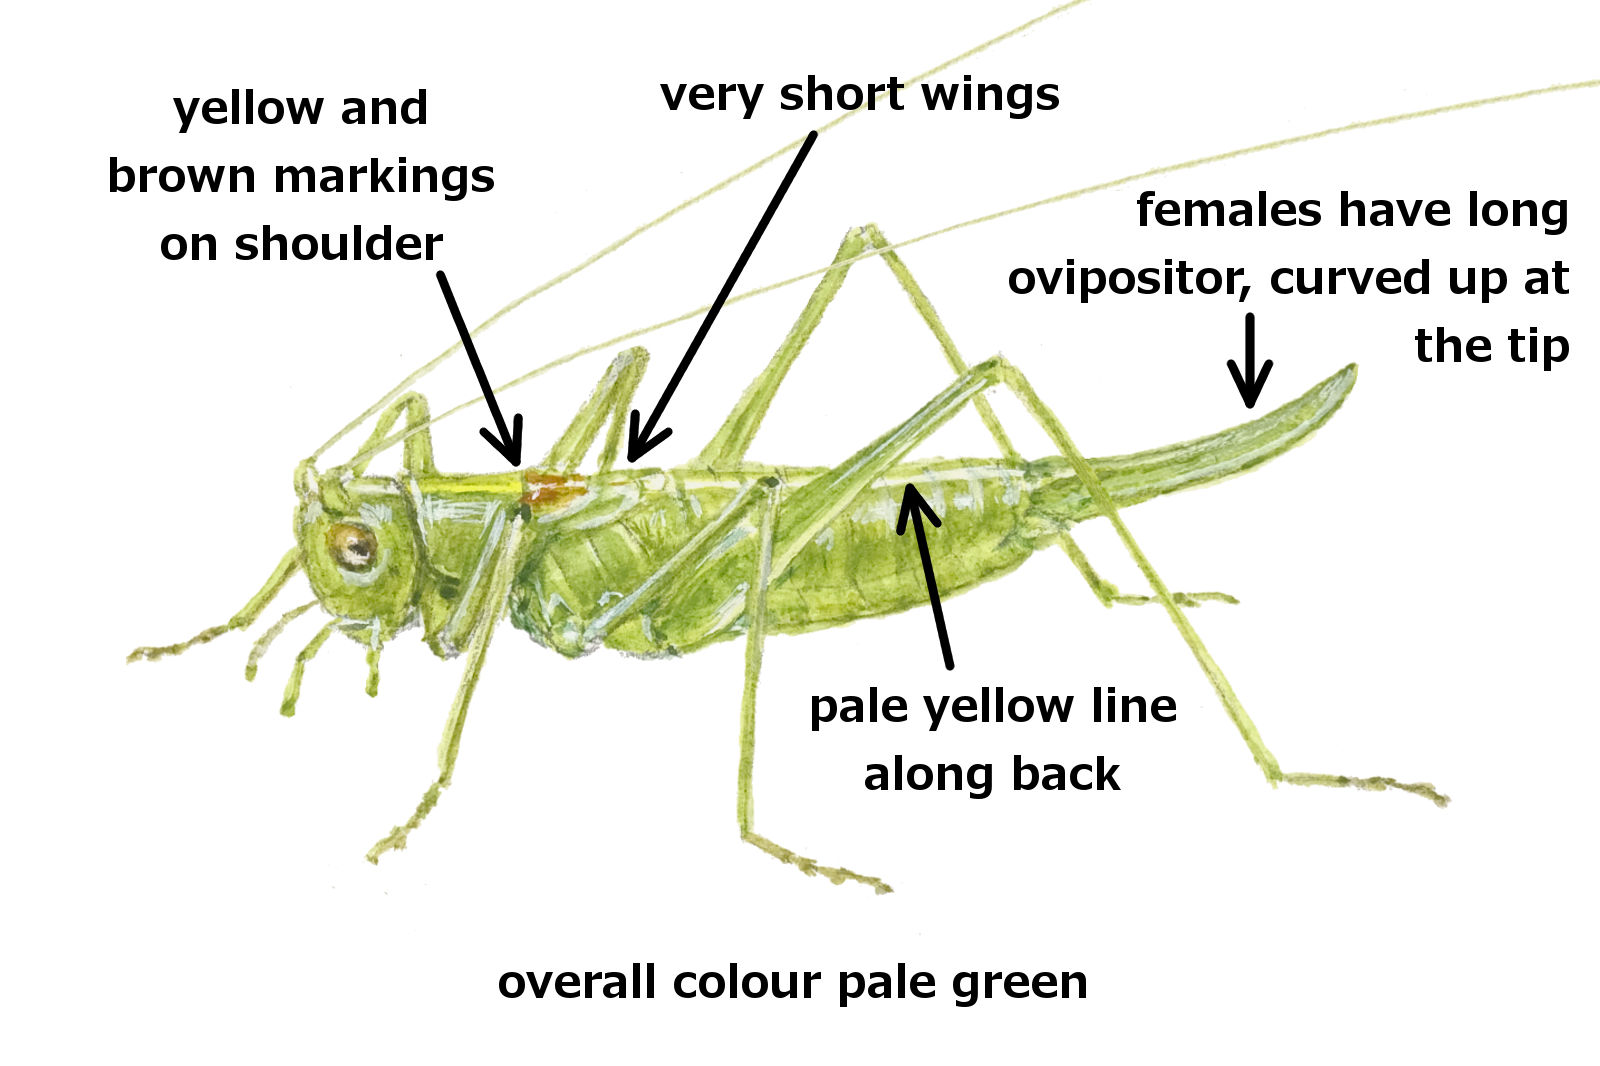 yellow and
brown markings
on shoulder
very short wings
females have long
ovipositor, curved up at
the tip
pale yellow line
along back
overall colour pale green